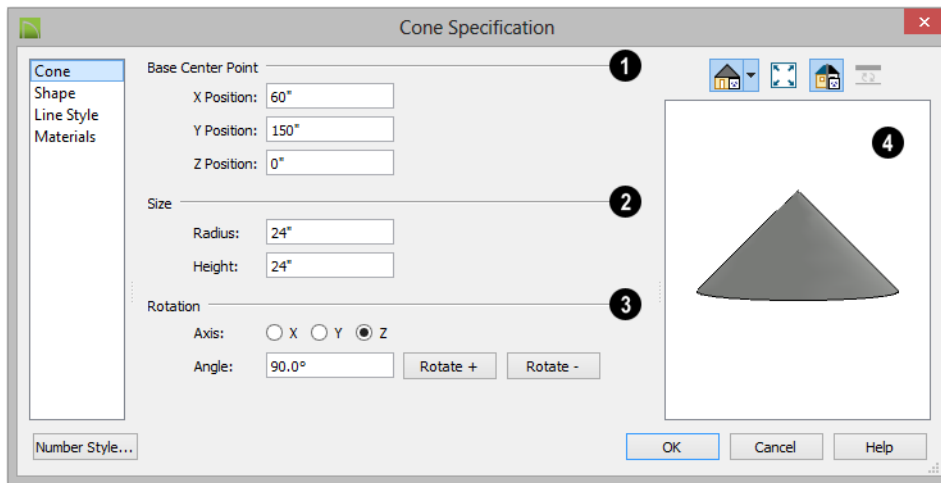 Cone Specification
Cone
Shape
Line Style
Materials
Base Center Point
1
X Position: 60"
Y Position: 150"
Z Position: 0"
Size
2
Radius: 24"
Height: 24"
Rotation
3
Axis: X Y Z
Angle: 90.0° Rotate + Rotate -
4
Number Style...
OK Cancel Help